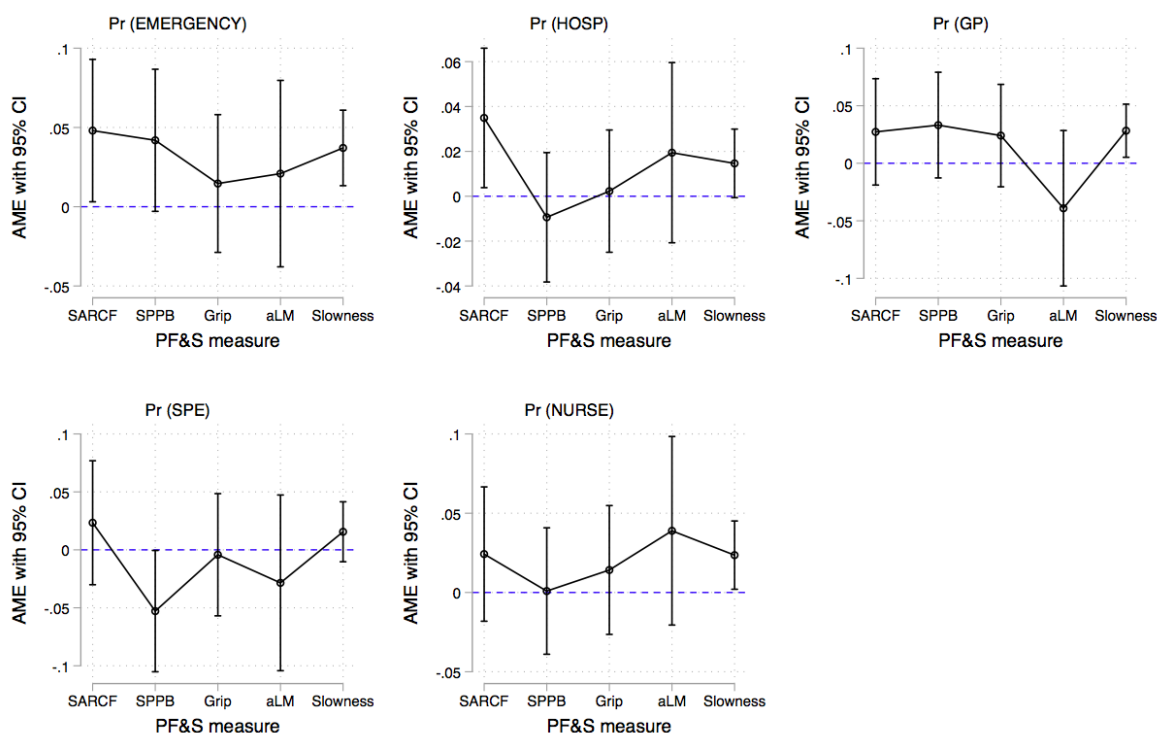 Pr (EMERGENCY)
AME with 95% CI
.1
.05
0
-.05
SARCF SPPB Grip aLM Slowness
PF&S measure
Pr (HOSP)
AME with 95% CI
.06
.04
.02
0
-.02
-.04
SARCF SPPB Grip aLM Slowness
PF&S measure
Pr (GP)
AME with 95% CI
.1
.05
0
-.05
-.1
SARCF SPPB Grip aLM Slowness
PF&S measure
Pr (SPE)
AME with 95% CI
.1
.05
0
-.05
-.1
SARCF SPPB Grip aLM Slowness
PF&S measure
Pr (NURSE)
AME with 95% CI
.1
.05
0
-.05
SARCF SPPB Grip aLM Slowness
PF&S measure